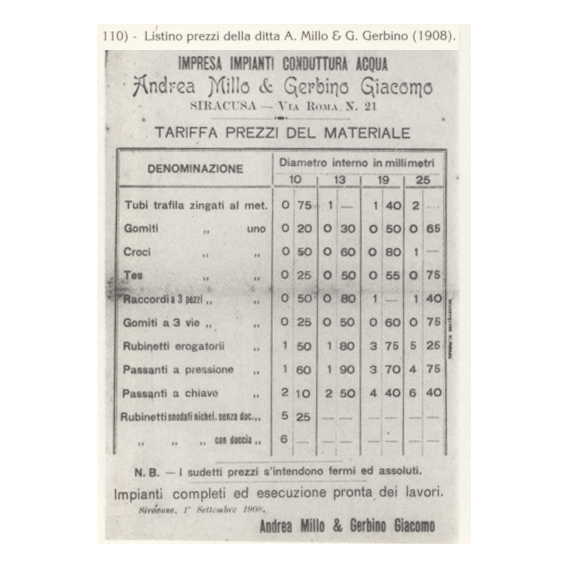 110) - Listino prezzi della ditta A. Millo & G. Gerbino (1908).
IMPRESA IMPIANTI CONDUTTURA ACQUA
Andrea Millo & Gerbino Giacomo
SIRACUSA — VIA ROMA N. 21
TARIFFA PREZZI DEL MATERIALE
DENOMINAZIONE Diametro interno in millimetri
10 13 19 25
Tubi trafila zingati al met. 0 75 1 — 1 40 2 —
Gomiti „ uno 0 20 0 30 0 50 0 65
Croci „ „ 0 50 0 60 0 80 1 —
Tes „ „ 0 25 0 50 0 55 0 75
Raccordi a 3 pezzi „ „ 0 50 0 80 1 — 1 40
Gomiti a 3 vie „ „ 0 25 0 50 0 60 0 75
Rubinetti erogatorii „ 1 50 1 80 3 75 5 25
Passanti a pressione „ 1 60 1 90 3 70 4 75
Passanti a chiave „ 2 10 2 50 4 40 6 40
Rubinetti snodati nichel. senza doc. „ 5 25 — — — — — —
„ „ „ con doccia „ 6 — — — — — — —
N. B. — I sudetti prezzi s'intendono fermi ed assoluti.
Impianti completi ed esecuzione pronta dei lavori.
Siracusa, 1° Settembre 1908.
Andrea Millo & Gerbino Giacomo